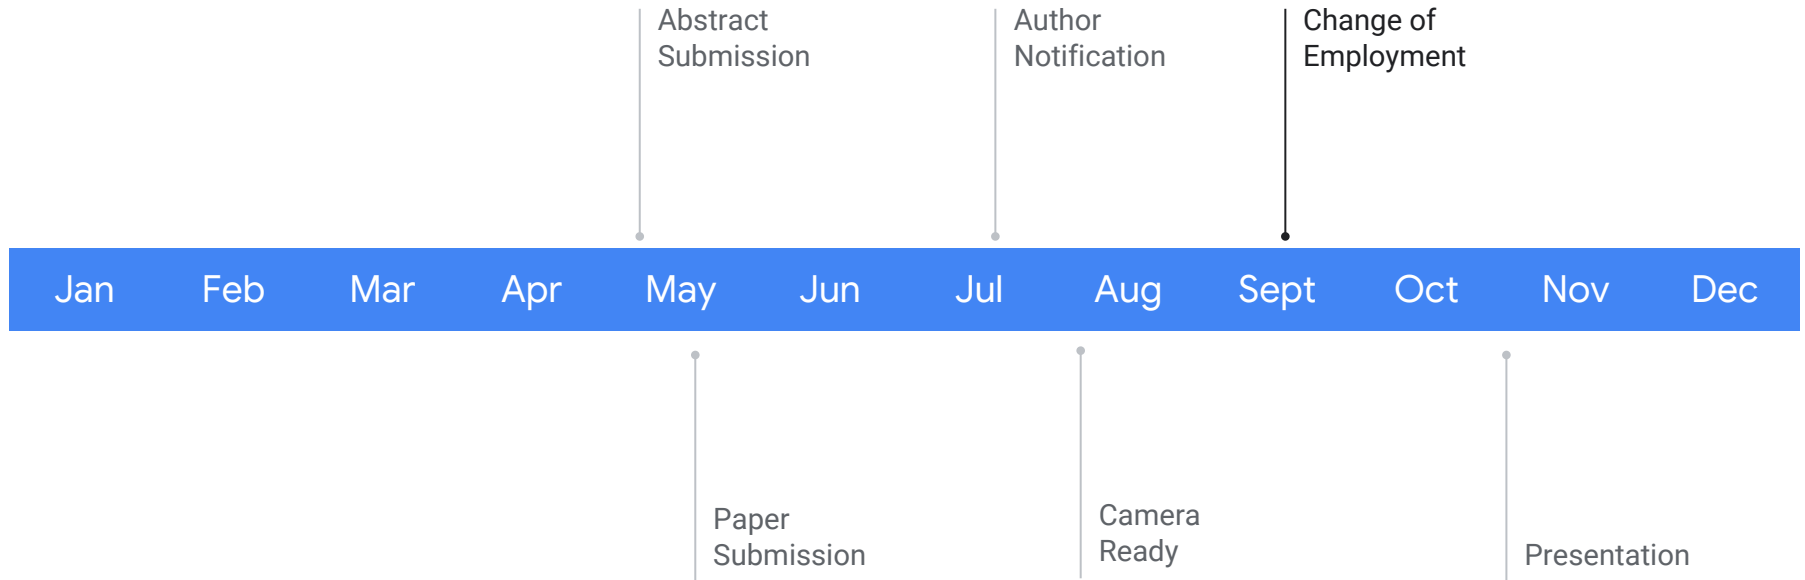 Abstract
Submission
Author
Notification
Change of
Employment
Jan Feb Mar Apr May Jun Jul Aug Sept Oct Nov Dec
Paper
Submission
Camera
Ready
Presentation